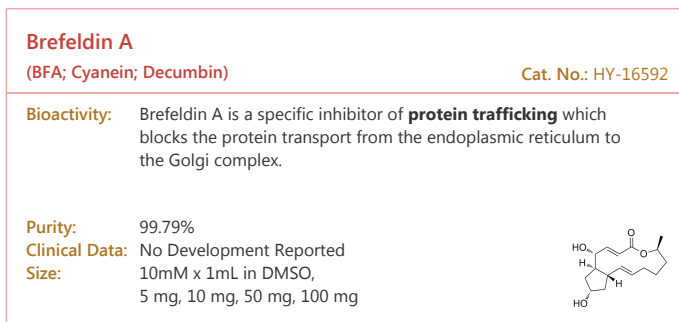 Brefeldin A
(BFA; Cyanein; Decumbin) Cat. No.: HY-16592
Bioactivity: Brefeldin A is a specific inhibitor of protein trafficking which
blocks the protein transport from the endoplasmic reticulum to
the Golgi complex.
Purity: 99.79%
Clinical Data: No Development Reported
Size: 10mM x 1mL in DMSO,
5 mg, 10 mg, 50 mg, 100 mg
O
HO
O
H
H
HO